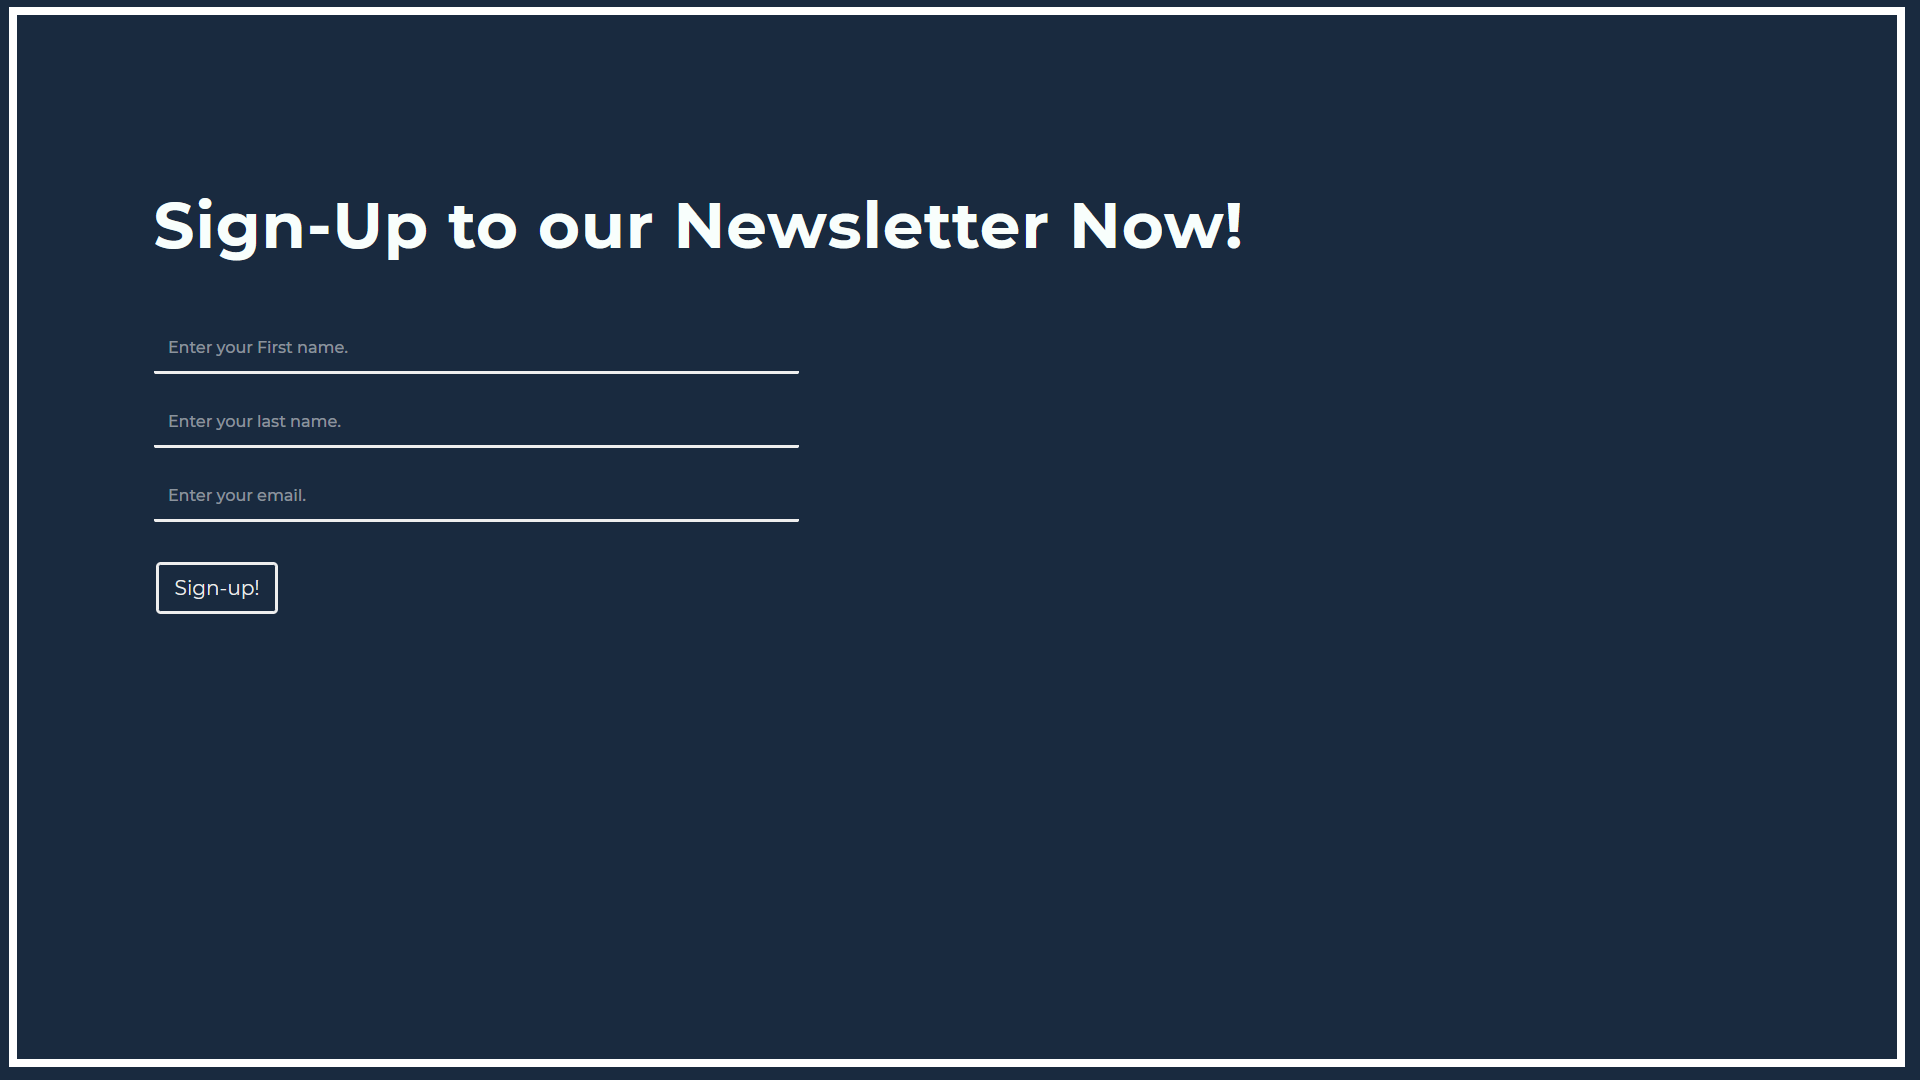 Sign-Up to our Newsletter Now!
Enter your First name.
Enter your last name.
Enter your email.
Sign-up!